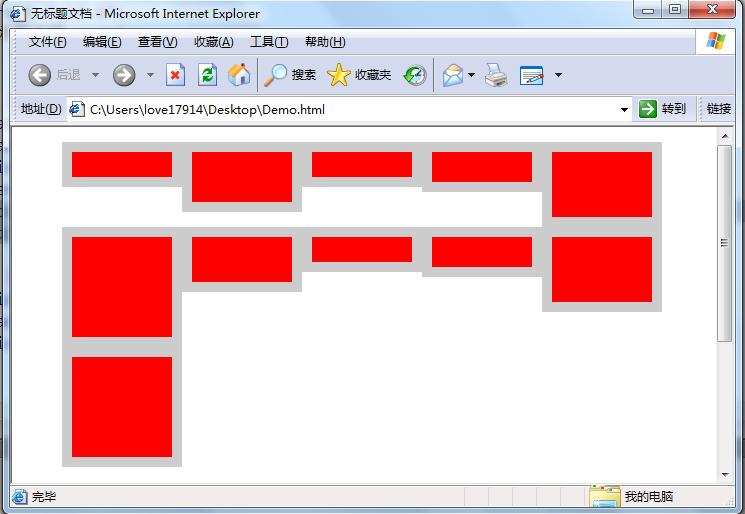 无标题文档 - Microsoft Internet Explorer
文件(F) 编辑(E) 查看(V) 收藏(A) 工具(T) 帮助(H)
后退 搜索 收藏夹
地址(D) C:\Users\love17914\Desktop\Demo.html 转到 链接
完毕 我的电脑